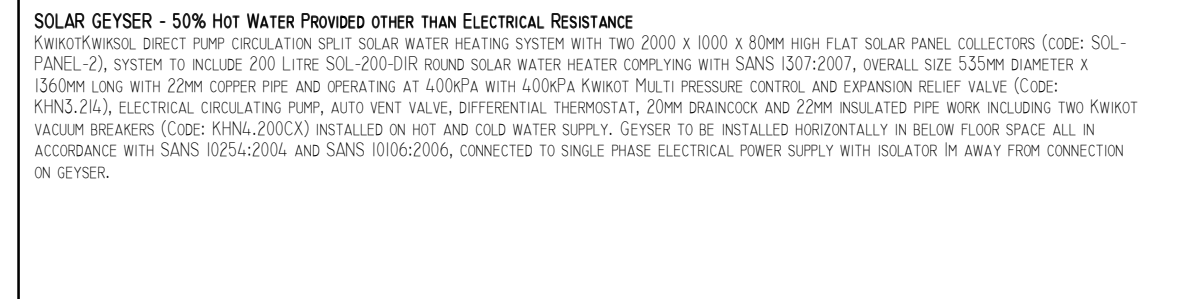 SOLAR GEYSER - 50% Hot Water Provided other than Electrical Resistance
KwikotKwiksol direct pump circulation split solar water heating system with two 2000 x 1000 x 80mm high flat solar panel collectors (code: SOL-
PANEL-2), system to include 200 Litre SOL-200-DIR round solar water heater complying with SANS 1307:2007, overall size 535mm diameter x
1360mm long with 22mm copper pipe and operating at 400kPa with 400kPa Kwikot Multi pressure control and expansion relief valve (Code:
KHN3.214), electrical circulating pump, auto vent valve, differential thermostat, 20mm draincock and 22mm insulated pipe work including two Kwikot
vacuum breakers (Code: KHN4.200CX) installed on hot and cold water supply. Geyser to be installed horizontally in below floor space all in
accordance with SANS 10254:2004 and SANS 10106:2006, connected to single phase electrical power supply with isolator 1m away from connection
on geyser.